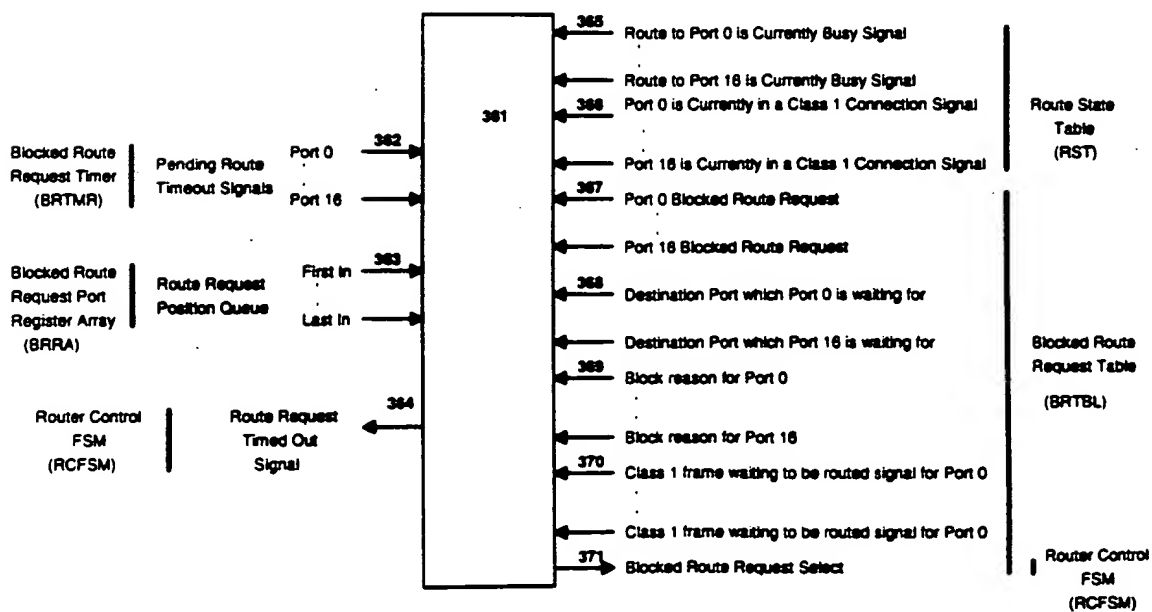 Blocked Route
Request Timer
(BRTMR)
Pending Route
Timeout Signals
Port 0
362
Port 16
Blocked Route
Request Port
Register Array
(BRRA)
Route Request
Position Queue
First In
363
Last In
Router Control
FSM
(RCFSM)
Route Request
Timed Out
Signal
364
361
365
Route to Port 0 is Currently Busy Signal
Route to Port 16 is Currently Busy Signal
366
Port 0 is Currently in a Class 1 Connection Signal
Port 16 is Currently in a Class 1 Connection Signal
Route State
Table
(RST)
367
Port 0 Blocked Route Request
Port 16 Blocked Route Request
368
Destination Port which Port 0 is waiting for
Destination Port which Port 16 is waiting for
369
Block reason for Port 0
Block reason for Port 16
370
Class 1 frame waiting to be routed signal for Port 0
Class 1 frame waiting to be routed signal for Port 0
Blocked Route
Request Table
(BRTBL)
371
Blocked Route Request Select
Router Control
FSM
(RCFSM)